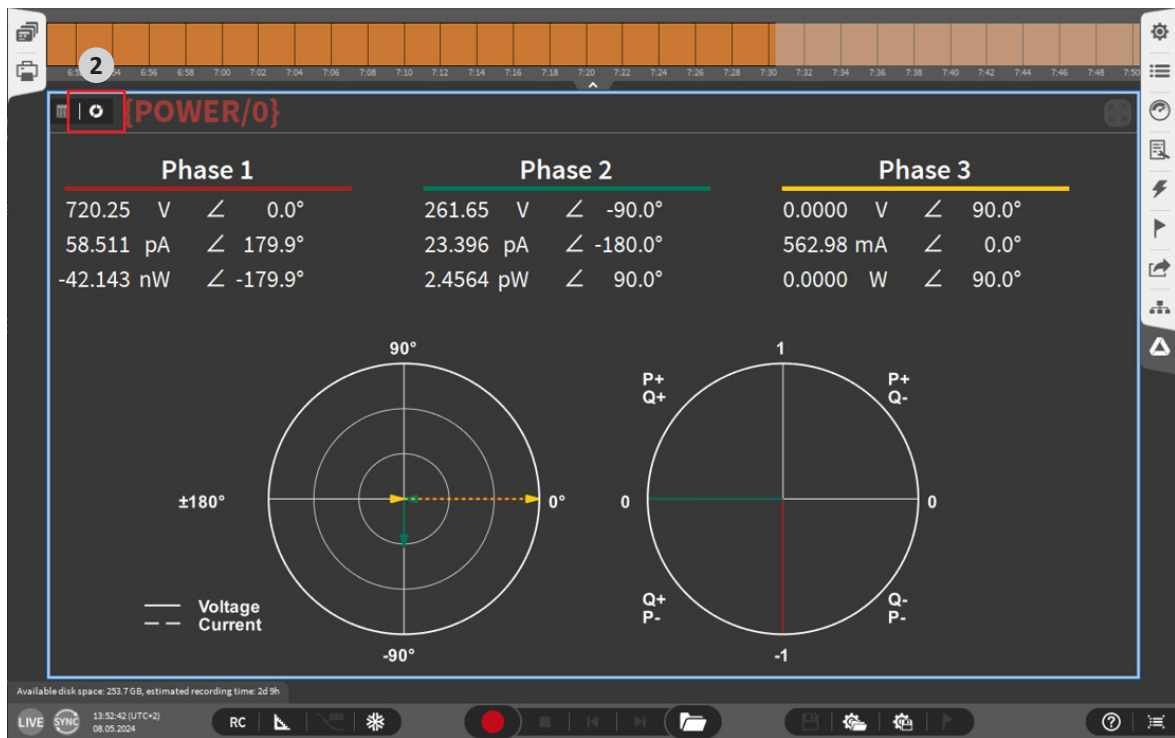 2
6:56 6:58 7:00 7:02 7:04 7:06 7:08 7:10 7:12 7:14 7:16 7:18 7:20 7:22 7:24 7:26 7:28 7:30 7:32 7:34 7:36 7:38 7:40 7:42 7:44 7:46 7:48 7:50
{POWER/0}
Phase 1 Phase 2 Phase 3
720.25 V ∠ 0.0° 261.65 V ∠ -90.0° 0.0000 V ∠ 90.0°
58.511 pA ∠ 179.9° 23.396 pA ∠ -180.0° 562.98 mA ∠ 0.0°
-42.143 nW ∠ -179.9° 2.4564 pW ∠ 90.0° 0.0000 W ∠ 90.0°
90° 1
P+ P+
Q+ Q-
±180° 0° 0 0
Q+ Q-
P- P-
Voltage
Current
-90° -1
Available disk space: 253.7 GB, estimated recording time: 2d 9h
LIVE SYNC 13:52:42 (UTC+2) RC
08.05.2024